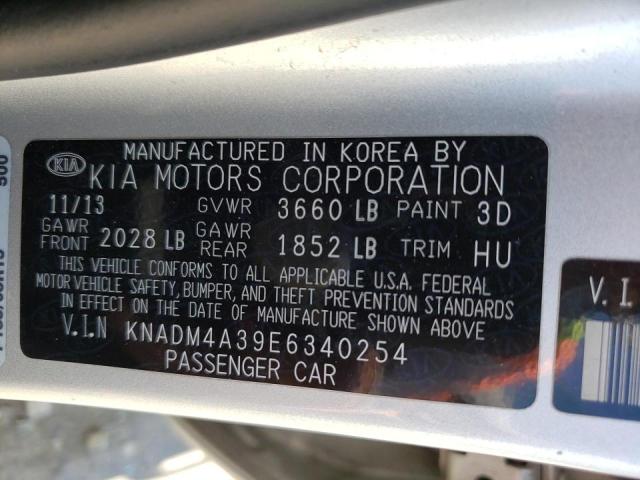 MANUFACTURED IN KOREA BY
KIA KIA MOTORS CORPORATION
11/13 GVWR 3660 LB PAINT 3D
GAWR FRONT 2028 LB GAWR REAR 1852 LB TRIM HU
THIS VEHICLE CONFORMS TO ALL APPLICABLE U.S.A. FEDERAL
MOTOR VEHICLE SAFETY, BUMPER, AND THEFT PREVENTION STANDARDS
IN EFFECT ON THE DATE OF MANUFACTURE SHOWN ABOVE
V.I.N KNADM4A39E6340254
PASSENGER CAR
V.I.
500